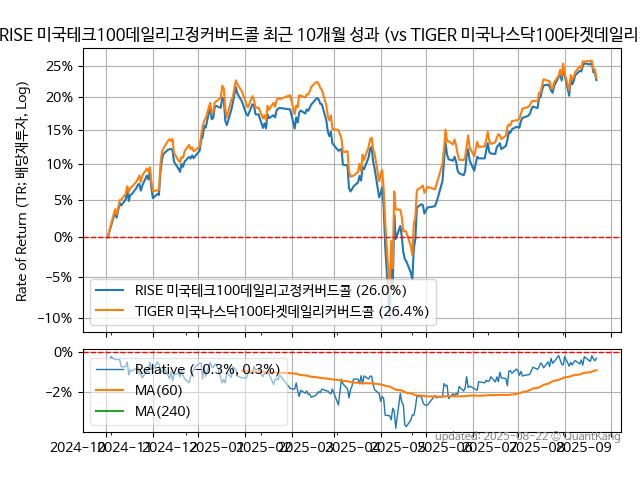 RISE 미국테크100데일리고정커버드콜 최근 10개월 성과 (vs TIGER 미국나스닥100타겟데일리
Rate of Return (TR: 배당재투자, Log)
25%
20%
15%
10%
5%
0%
−5%
−10%
RISE 미국테크100데일리고정커버드콜 (26.0%)
TIGER 미국나스닥100타겟데일리커버드콜 (26.4%)
0%
−2%
Relative (−0.3%, 0.3%)
MA(60)
MA(240)
2024-10 2024-11 2024-12 2025-01 2025-02 2025-03 2025-04 2025-05 2025-06 2025-07 2025-08 2025-09
updated: 2025-08-22 © QuantKang